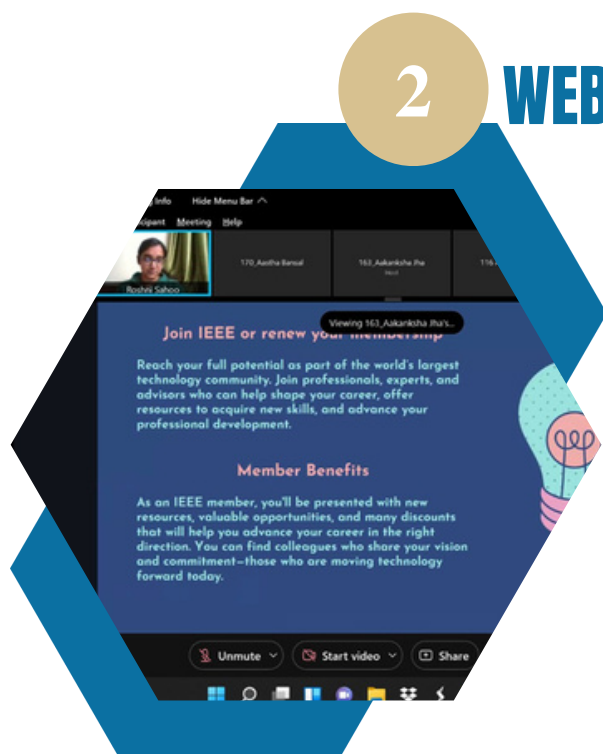 2
WEB
Info Hide Menu Bar
Meeting Help
Roshni Sahoo
170_Aastha Bansal
163_Aakanksha Jha
116
Viewing 163_Aakanksha Jha's...
Join IEEE or renew your membership
Reach your full potential as part of the world's largest
technology community. Join professionals, experts, and
advisors who can help shape your career, offer
resources to acquire new skills, and advance your
professional development.
Member Benefits
As an IEEE member, you'll be presented with new
resources, valuable opportunities, and many discounts
that will help you advance your career in the right
direction. You can find colleagues who share your vision
and commitment—those who are moving technology
forward today.
Unmute
Start video
Share